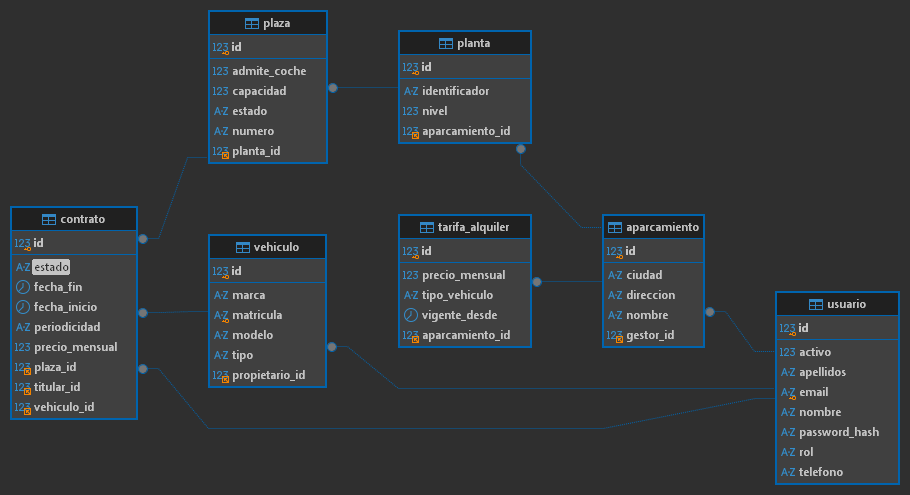 plaza
id
admite_coche
capacidad
estado
numero
planta_id
planta
id
identificador
nivel
aparcamiento_id
contrato
id
estado
fecha_fin
fecha_inicio
periodicidad
precio_mensual
plaza_id
titular_id
vehiculo_id
vehiculo
id
marca
matricula
modelo
tipo
propietario_id
tarifa_alquiler
id
precio_mensual
tipo_vehiculo
vigente_desde
aparcamiento_id
aparcamiento
id
ciudad
direccion
nombre
gestor_id
usuario
id
activo
apellidos
email
nombre
password_hash
rol
telefono